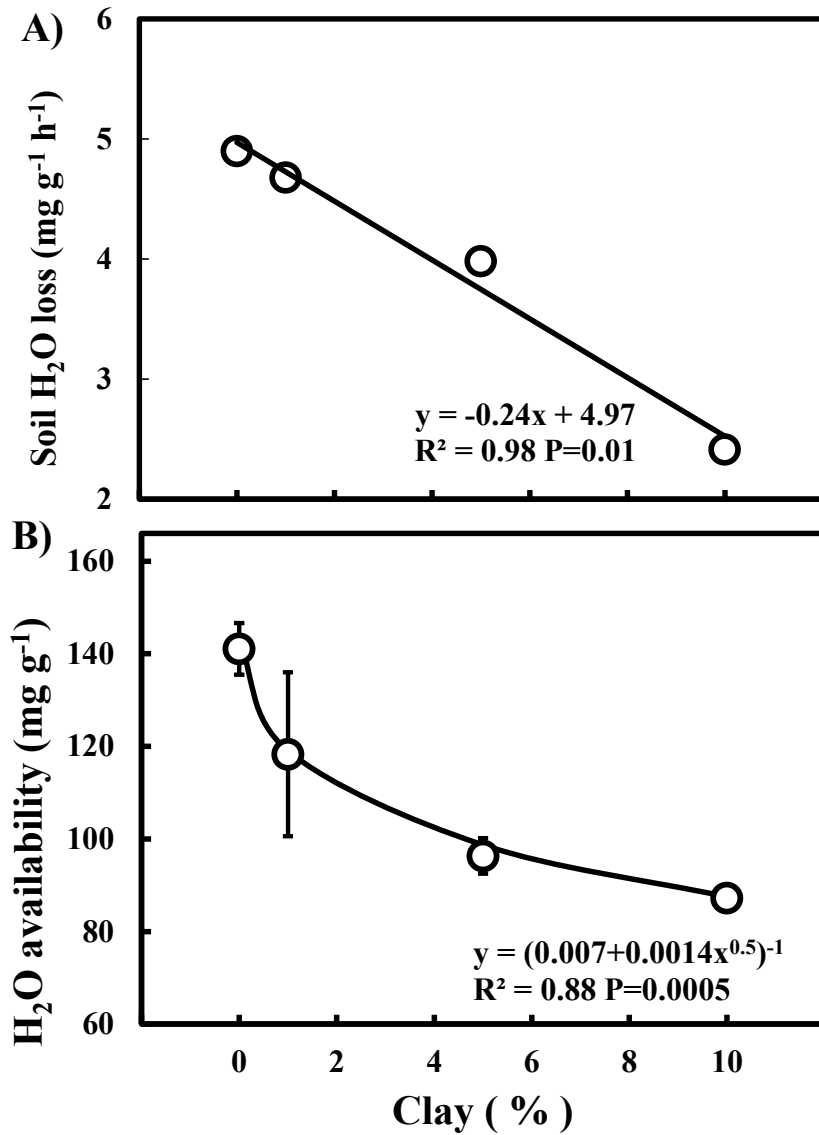 A)
Soil H₂O loss (mg g⁻¹ h⁻¹)
6
5
4
3
2
y = -0.24x + 4.97
R² = 0.98 P=0.01
B)
H₂O availability (mg g⁻¹)
160
140
120
100
80
60
y = (0.007+0.0014x⁰·⁵)⁻¹
R² = 0.88 P=0.0005
0 2 4 6 8 10
Clay ( % )